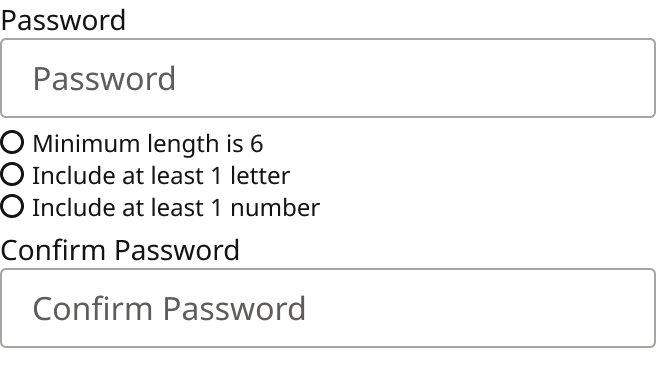 Password
Password
Minimum length is 6
Include at least 1 letter
Include at least 1 number
Confirm Password
Confirm Password